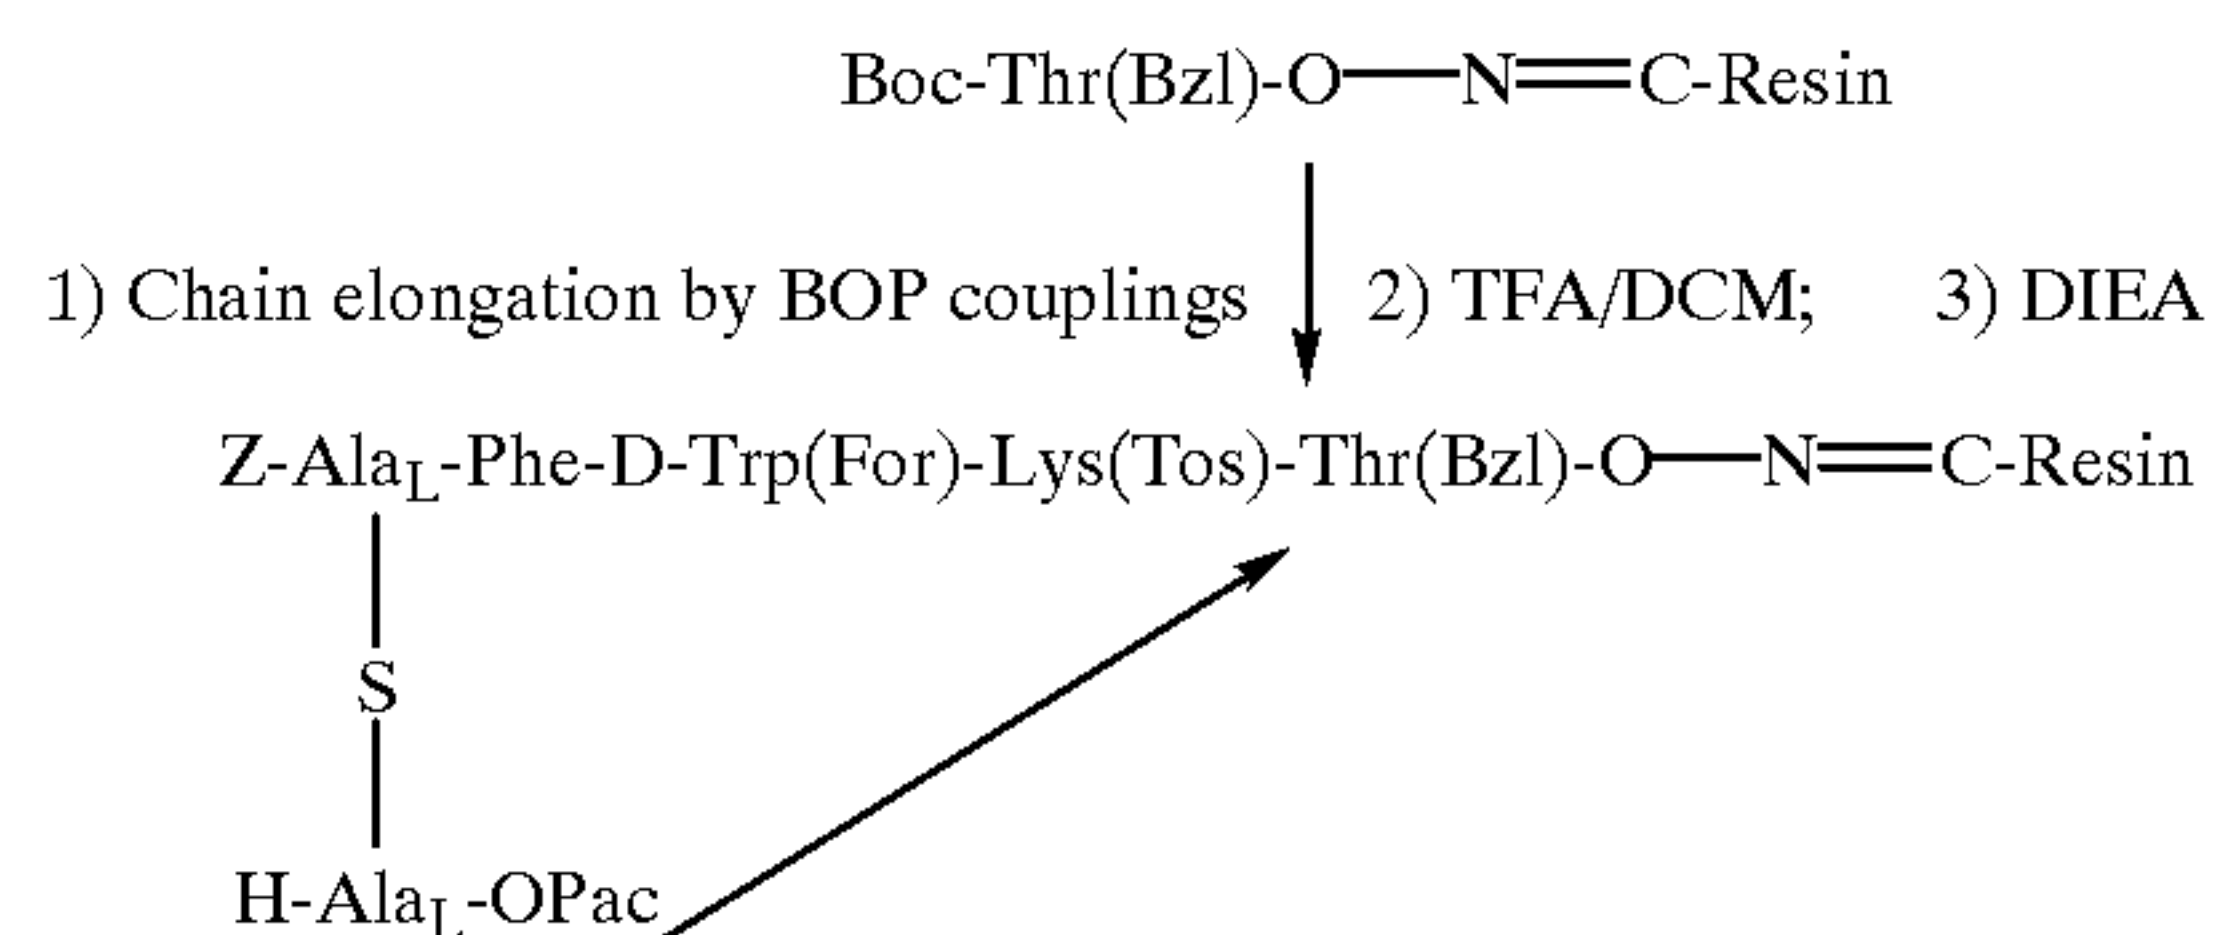 Boc-Thr(Bzl)-O—N=C-Resin
1) Chain elongation by BOP couplings 2) TFA/DCM; 3) DIEA
Z-AlaL-Phe-D-Trp(For)-Lys(Tos)-Thr(Bzl)-O—N=C-Resin
S
H-AlaL-OPac